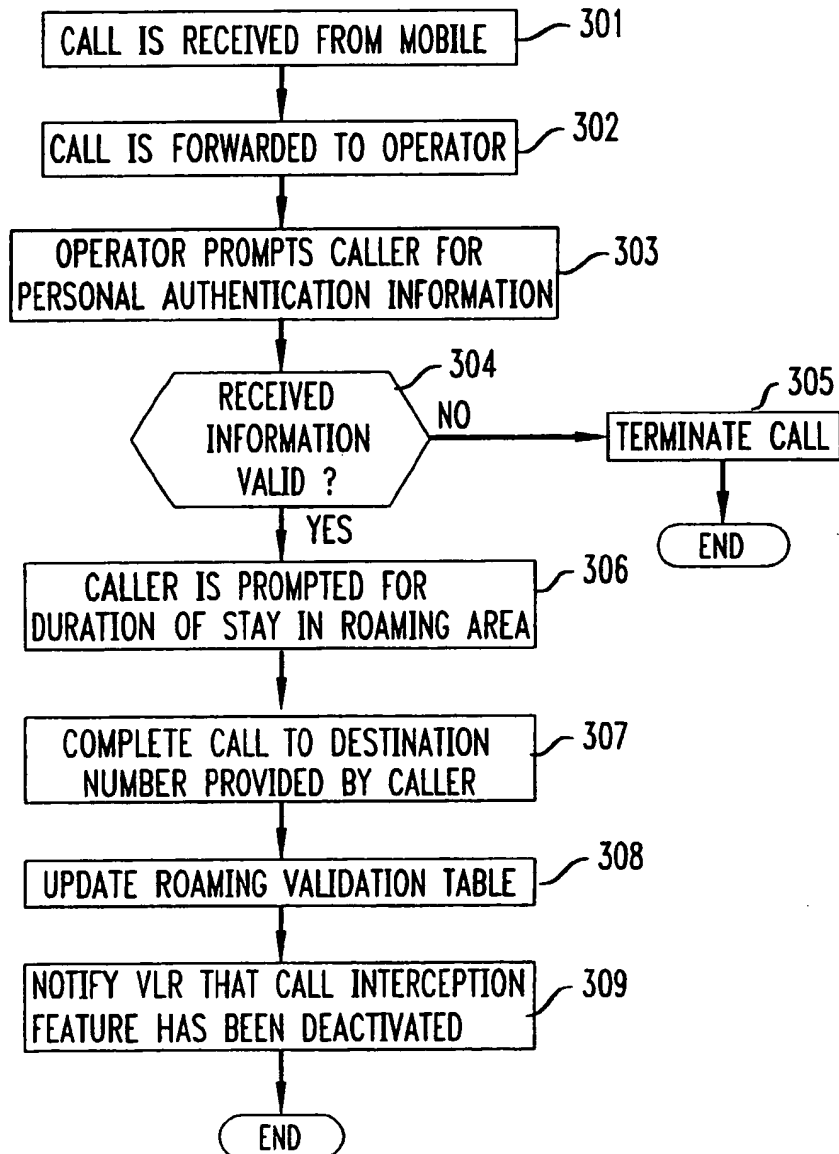 CALL IS RECEIVED FROM MOBILE
301
CALL IS FORWARDED TO OPERATOR
302
OPERATOR PROMPTS CALLER FOR
PERSONAL AUTHENTICATION INFORMATION
303
RECEIVED
INFORMATION
VALID ?
304
NO
305
TERMINATE CALL
END
YES
CALLER IS PROMPTED FOR
DURATION OF STAY IN ROAMING AREA
306
COMPLETE CALL TO DESTINATION
NUMBER PROVIDED BY CALLER
307
UPDATE ROAMING VALIDATION TABLE
308
NOTIFY VLR THAT CALL INTERCEPTION
FEATURE HAS BEEN DEACTIVATED
309
END